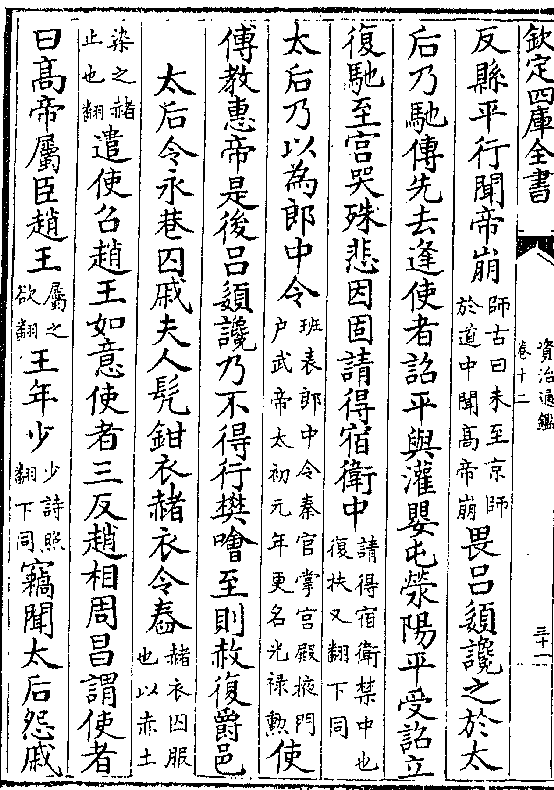 欽定四庫全書
資治通鑑
卷十二
三十一
反縣平行聞帝崩師古曰未至京師於道中聞髙帝崩畏吕嬃讒之於太
后乃馳傳先去逢使者詔平與灌嬰屯滎陽平受詔立
復馳至宫哭殊悲因固請得宿衛中請得宿衛禁中也復扶又翻下同
太后乃以為郎中令班表郎中令秦官掌宫殿掖門户武帝太初元年更名光禄勲使
傳教惠帝是後吕嬃讒乃不得行樊噲至則赦復爵邑
太后令永巷囚戚夫人髠鉗衣赭衣令舂赭衣囚服也以赤土
染之赭止也翻遣使召趙王如意使者三反趙相周昌謂使者
曰髙帝屬臣趙王屬之欲翻王年少少詩照翻下同竊聞太后怨戚